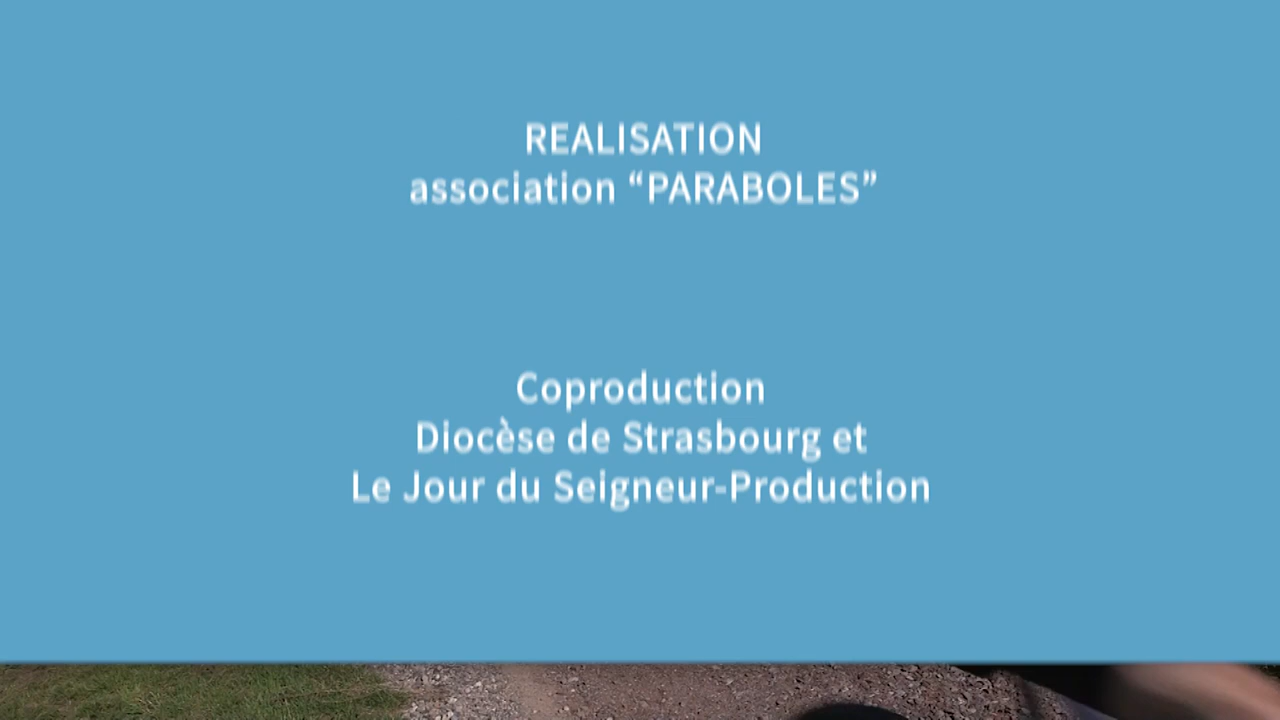 REALISATION
association “PARABOLES”
Coproduction
Diocèse de Strasbourg et
Le Jour du Seigneur-Production